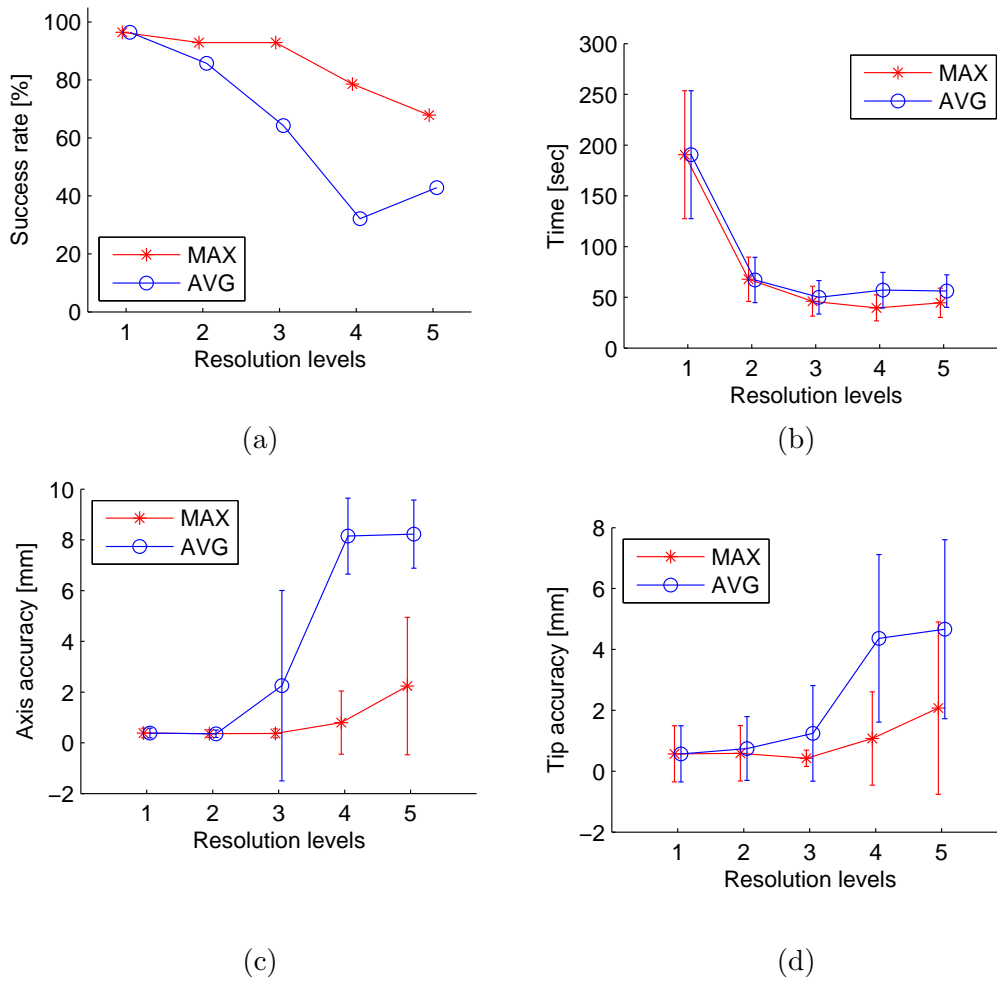 100
80
60
40
20
0
Success rate [%]
MAX
AVG
1 2 3 4 5
Resolution levels
(a)
300
250
200
150
100
50
0
Time [sec]
MAX
AVG
1 2 3 4 5
Resolution levels
(b)
10
8
6
4
2
0
−2
Axis accuracy [mm]
MAX
AVG
1 2 3 4 5
Resolution levels
(c)
8
6
4
2
0
−2
Tip accuracy [mm]
MAX
AVG
1 2 3 4 5
Resolution levels
(d)